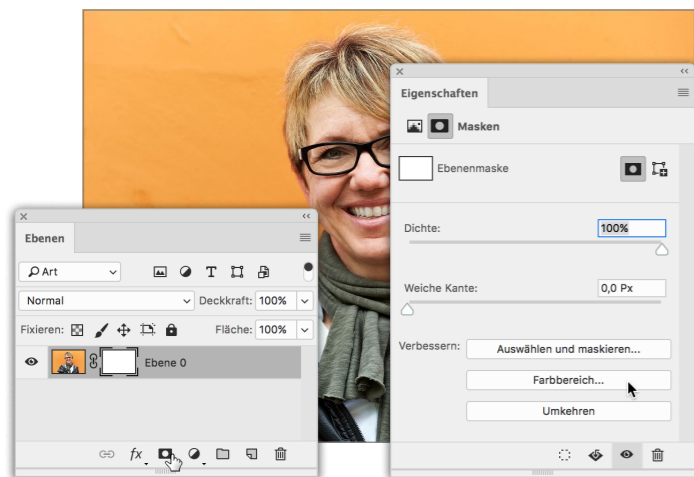 Eigenschaften
Masken
Ebenenmaske
Dichte: 100%
Weiche Kante: 0,0 Px
Verbessern: Auswählen und maskieren...
Farbbereich...
Umkehren
Ebenen
Art
Normal Deckkraft: 100%
Fixieren: Fläche: 100%
Ebene 0
fx